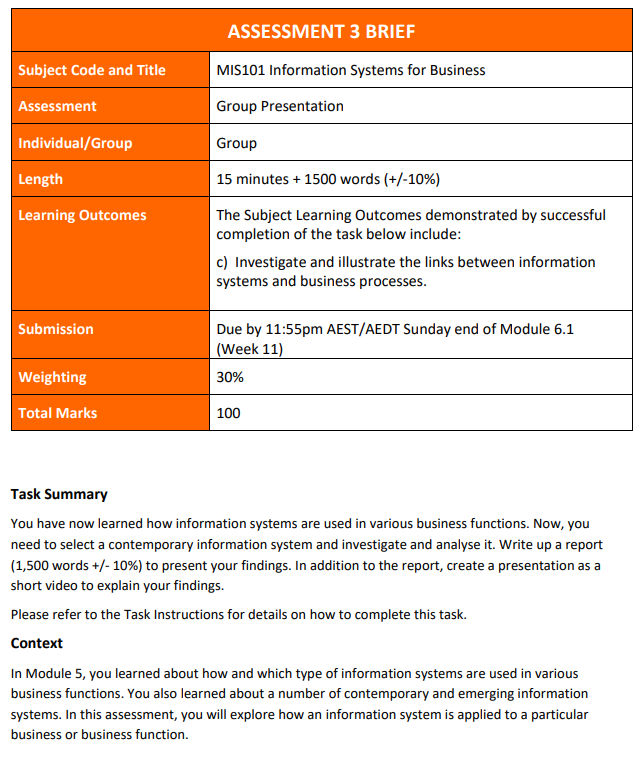 ASSESSMENT 3 BRIEF
Subject Code and Title
MIS101 Information Systems for Business
Assessment
Group Presentation
Individual/Group
Group
Length
15 minutes + 1500 words (+/-10%)
Learning Outcomes
The Subject Learning Outcomes demonstrated by successful
completion of the task below include:
c) Investigate and illustrate the links between information
systems and business processes.
Submission
Due by 11:55pm AEST/AEDT Sunday end of Module 6.1
(Week 11)
Weighting
30%
Total Marks
100
Task Summary
You have now learned how information systems are used in various business functions. Now, you
need to select a contemporary information system and investigate and analyse it. Write up a report
(1,500 words +/- 10%) to present your findings. In addition to the report, create a presentation as a
short video to explain your findings.
Please refer to the Task Instructions for details on how to complete this task.
Context
In Module 5, you learned about how and which type of information systems are used in various
business functions. You also learned about a number of contemporary and emerging information
systems. In this assessment, you will explore how an information system is applied to a particular
business or business function.